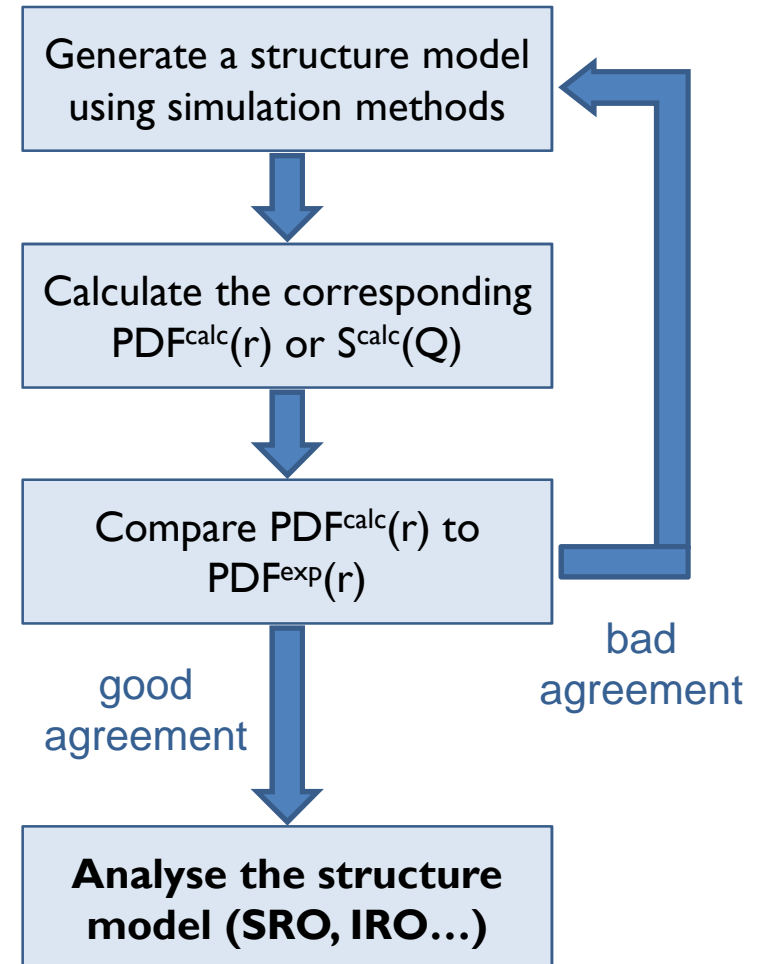 Generate a structure model
using simulation methods
Calculate the corresponding
PDFᶜᵃˡᶜ(r) or Sᶜᵃˡᶜ(Q)
Compare PDFᶜᵃˡᶜ(r) to
PDFᵉˣᵖ(r)
bad
agreement
good
agreement
Analyse the structure
model (SRO, IRO…)